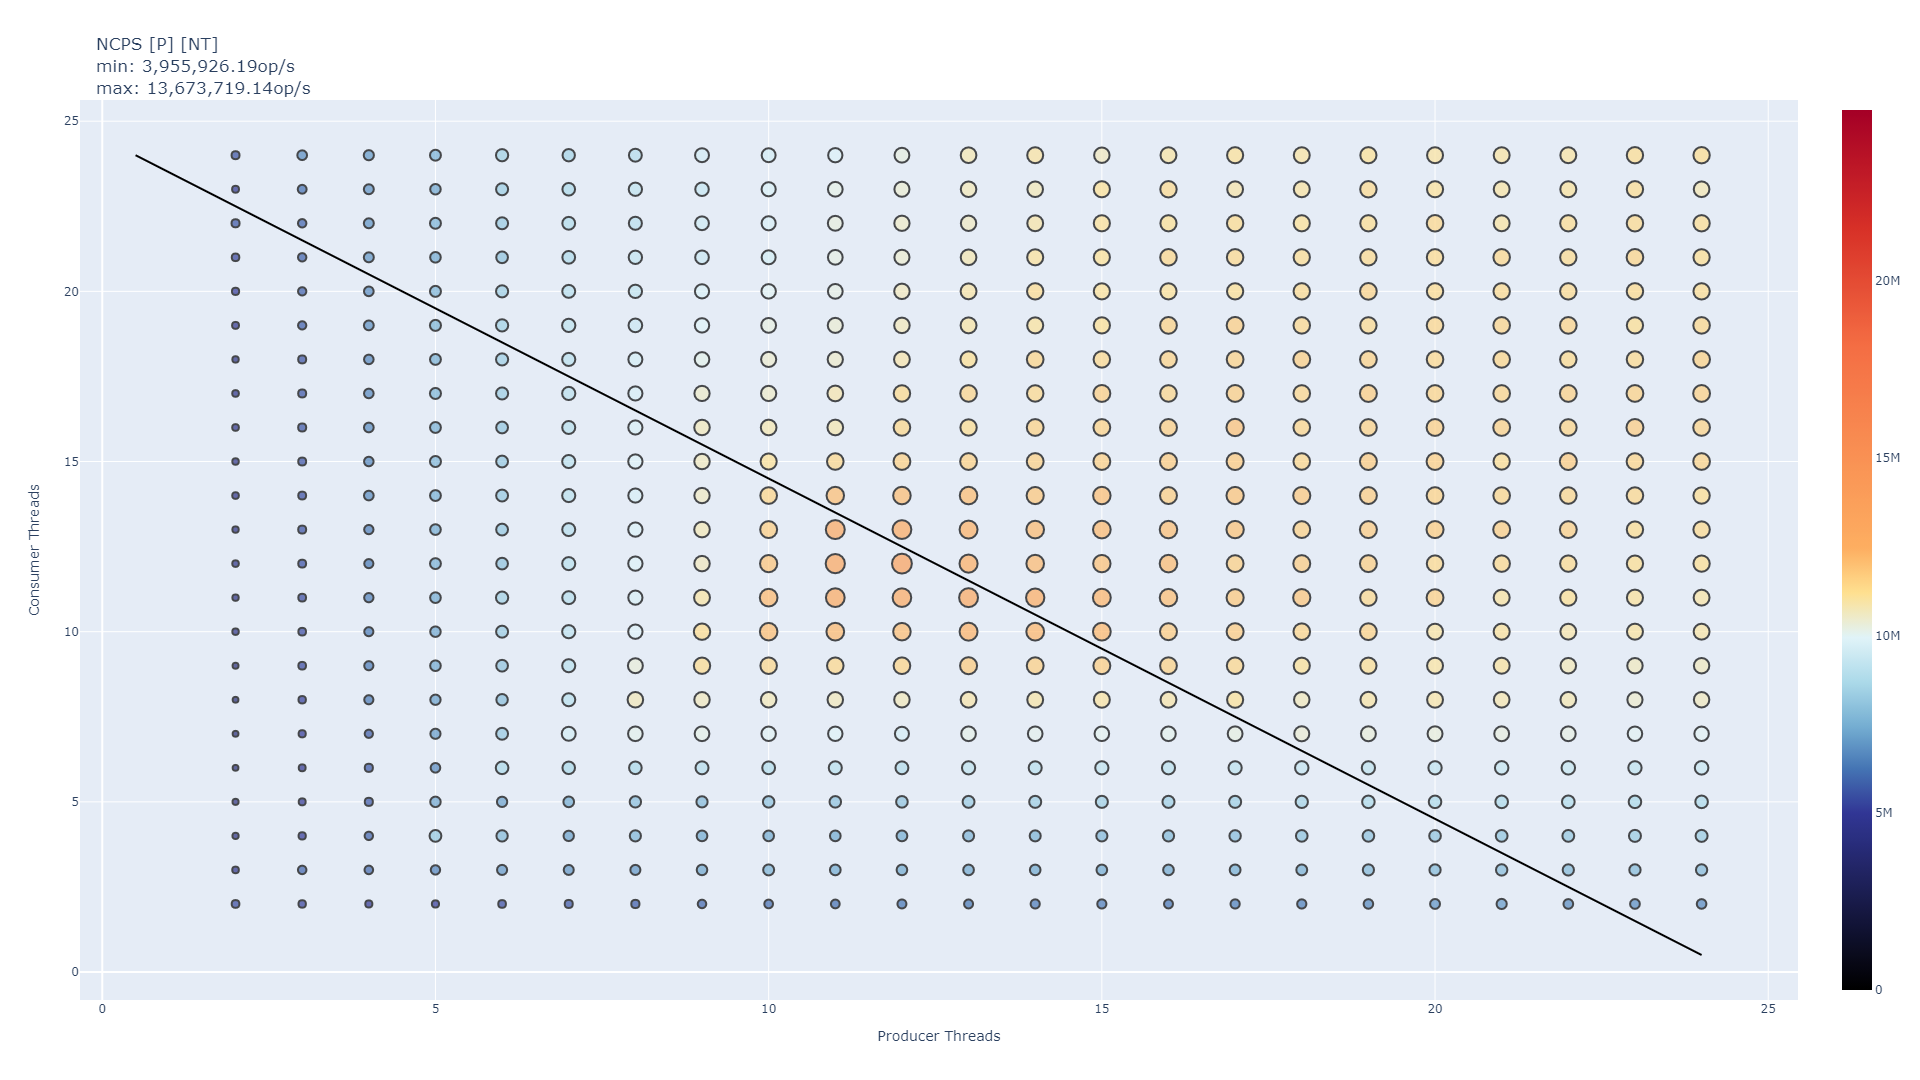 NCPS [P] [NT]
min: 3,955,926.19op/s
max: 13,673,719.14op/s
25
20
15
10
5
0
Consumer Threads
0
5
10
15
20
25
Producer Threads
20M
15M
10M
5M
0